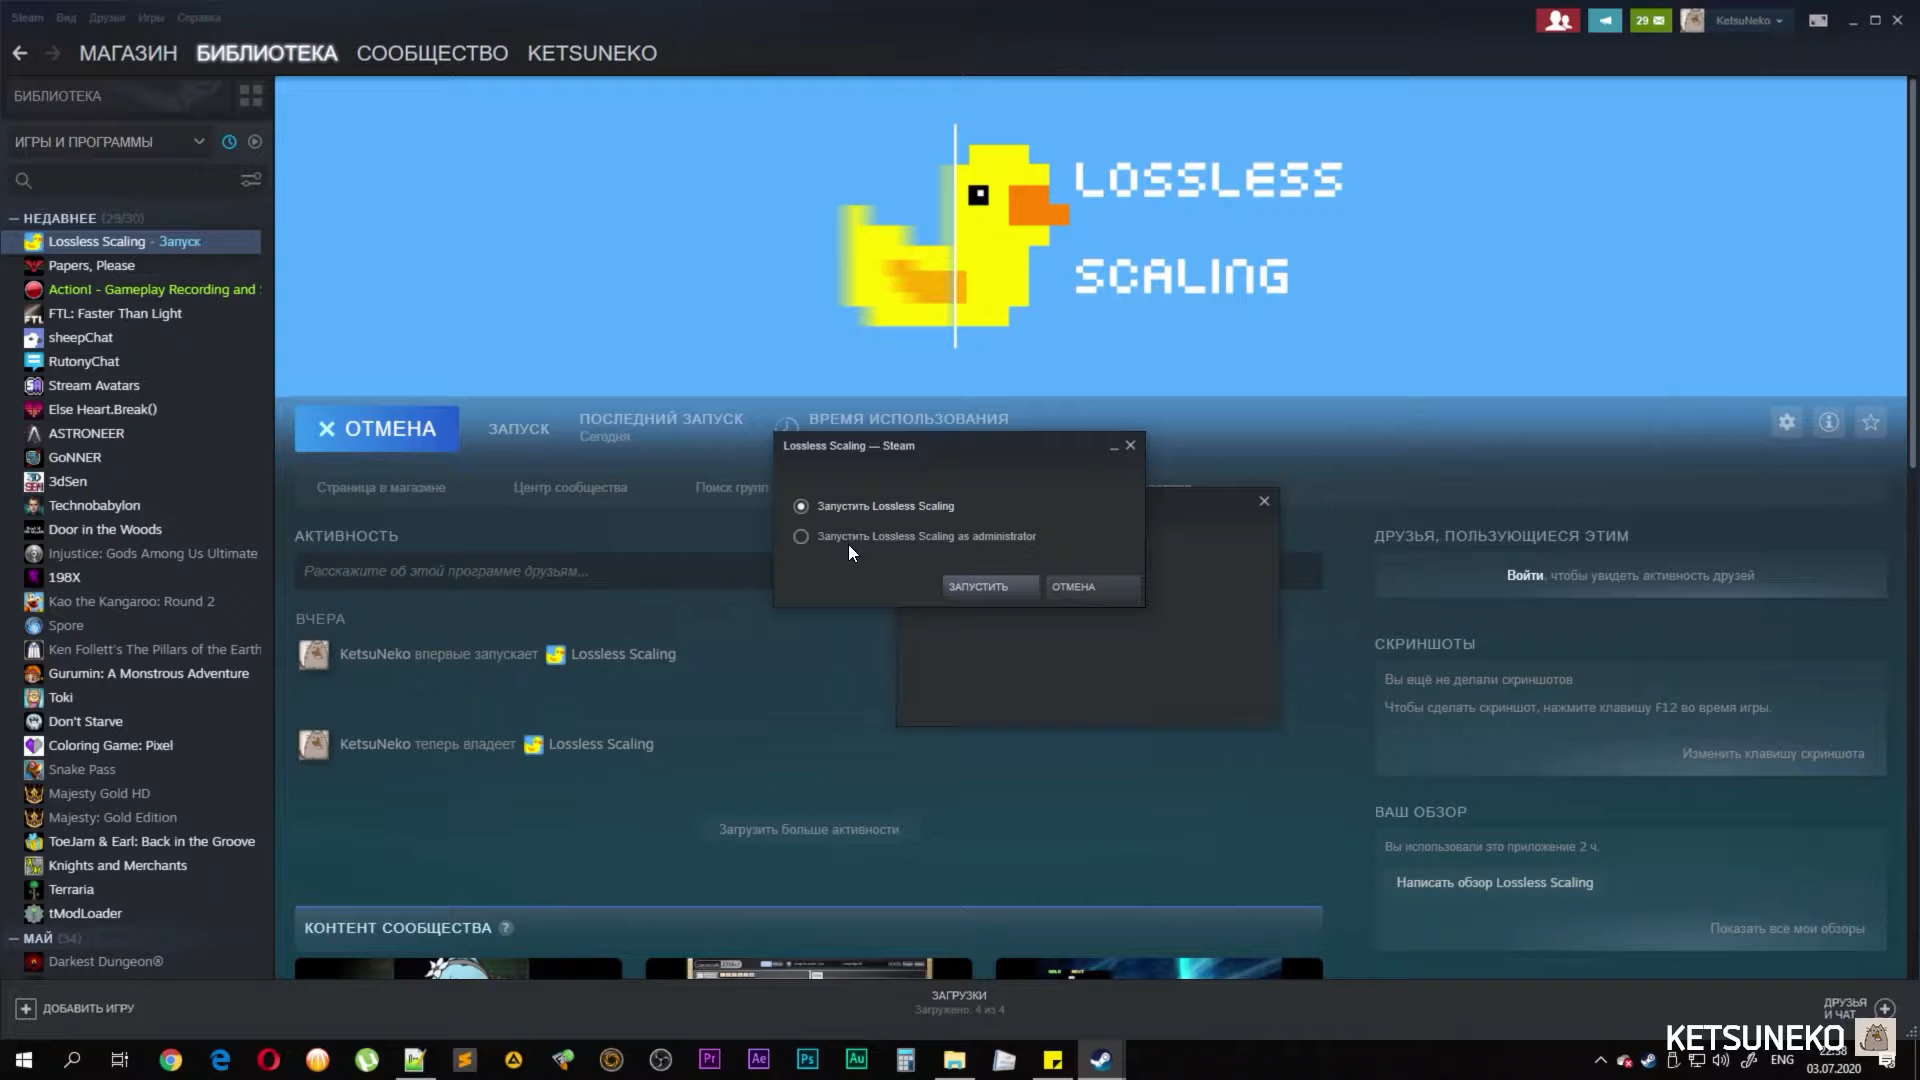 Steam Вид Друзья Игры Справка
29
KetsuNeko
МАГАЗИН БИБЛИОТЕКА СООБЩЕСТВО KETSUNEKO
БИБЛИОТЕКА
ИГРЫ И ПРОГРАММЫ
— НЕДАВНЕЕ (29/30)
Lossless Scaling - Запуск
Papers, Please
Action! - Gameplay Recording and
FTL: Faster Than Light
sheepChat
RutonyChat
Stream Avatars
Else Heart.Break()
ASTRONEER
GoNNER
3dSen
Technobabylon
Door in the Woods
Injustice: Gods Among Us Ultimate
198X
Kao the Kangaroo: Round 2
Spore
Ken Follett's The Pillars of the Earth
Gurumin: A Monstrous Adventure
Toki
Don't Starve
Coloring Game: Pixel
Snake Pass
Majesty Gold HD
Majesty: Gold Edition
ToeJam & Earl: Back in the Groove
Knights and Merchants
Terraria
tModLoader
— МАЙ (34)
Darkest Dungeon®
LOSSLESS
SCALING
ОТМЕНА
ЗАПУСК
ПОСЛЕДНИЙ ЗАПУСК
Сегодня
ВРЕМЯ ИСПОЛЬЗОВАНИЯ
Страница в магазине Центр сообщества Поиск групп
Lossless Scaling — Steam
Запустить Lossless Scaling
Запустить Lossless Scaling as administrator
ЗАПУСТИТЬ ОТМЕНА
АКТИВНОСТЬ
Расскажите об этой программе друзьям...
ВЧЕРА
KetsuNeko впервые запускает Lossless Scaling
KetsuNeko теперь владеет Lossless Scaling
Загрузить больше активности
КОНТЕНТ СООБЩЕСТВА ?
ДРУЗЬЯ, ПОЛЬЗУЮЩИЕСЯ ЭТИМ
Войти, чтобы увидеть активность друзей
СКРИНШОТЫ
Вы ещё не делали скриншотов
Чтобы сделать скриншот, нажмите клавишу F12 во время игры.
Изменить клавишу скриншота
ВАШ ОБЗОР
Вы использовали это приложение 2 ч.
Написать обзор Lossless Scaling
Показать все мои обзоры
ДОБАВИТЬ ИГРУ
ЗАГРУЗКИ
Загружено: 4 из 4
ДРУЗЬЯ
И ЧАТ
KETSUNEKO
Pr Ae Ps Au
ENG
22:38
03.07.2020